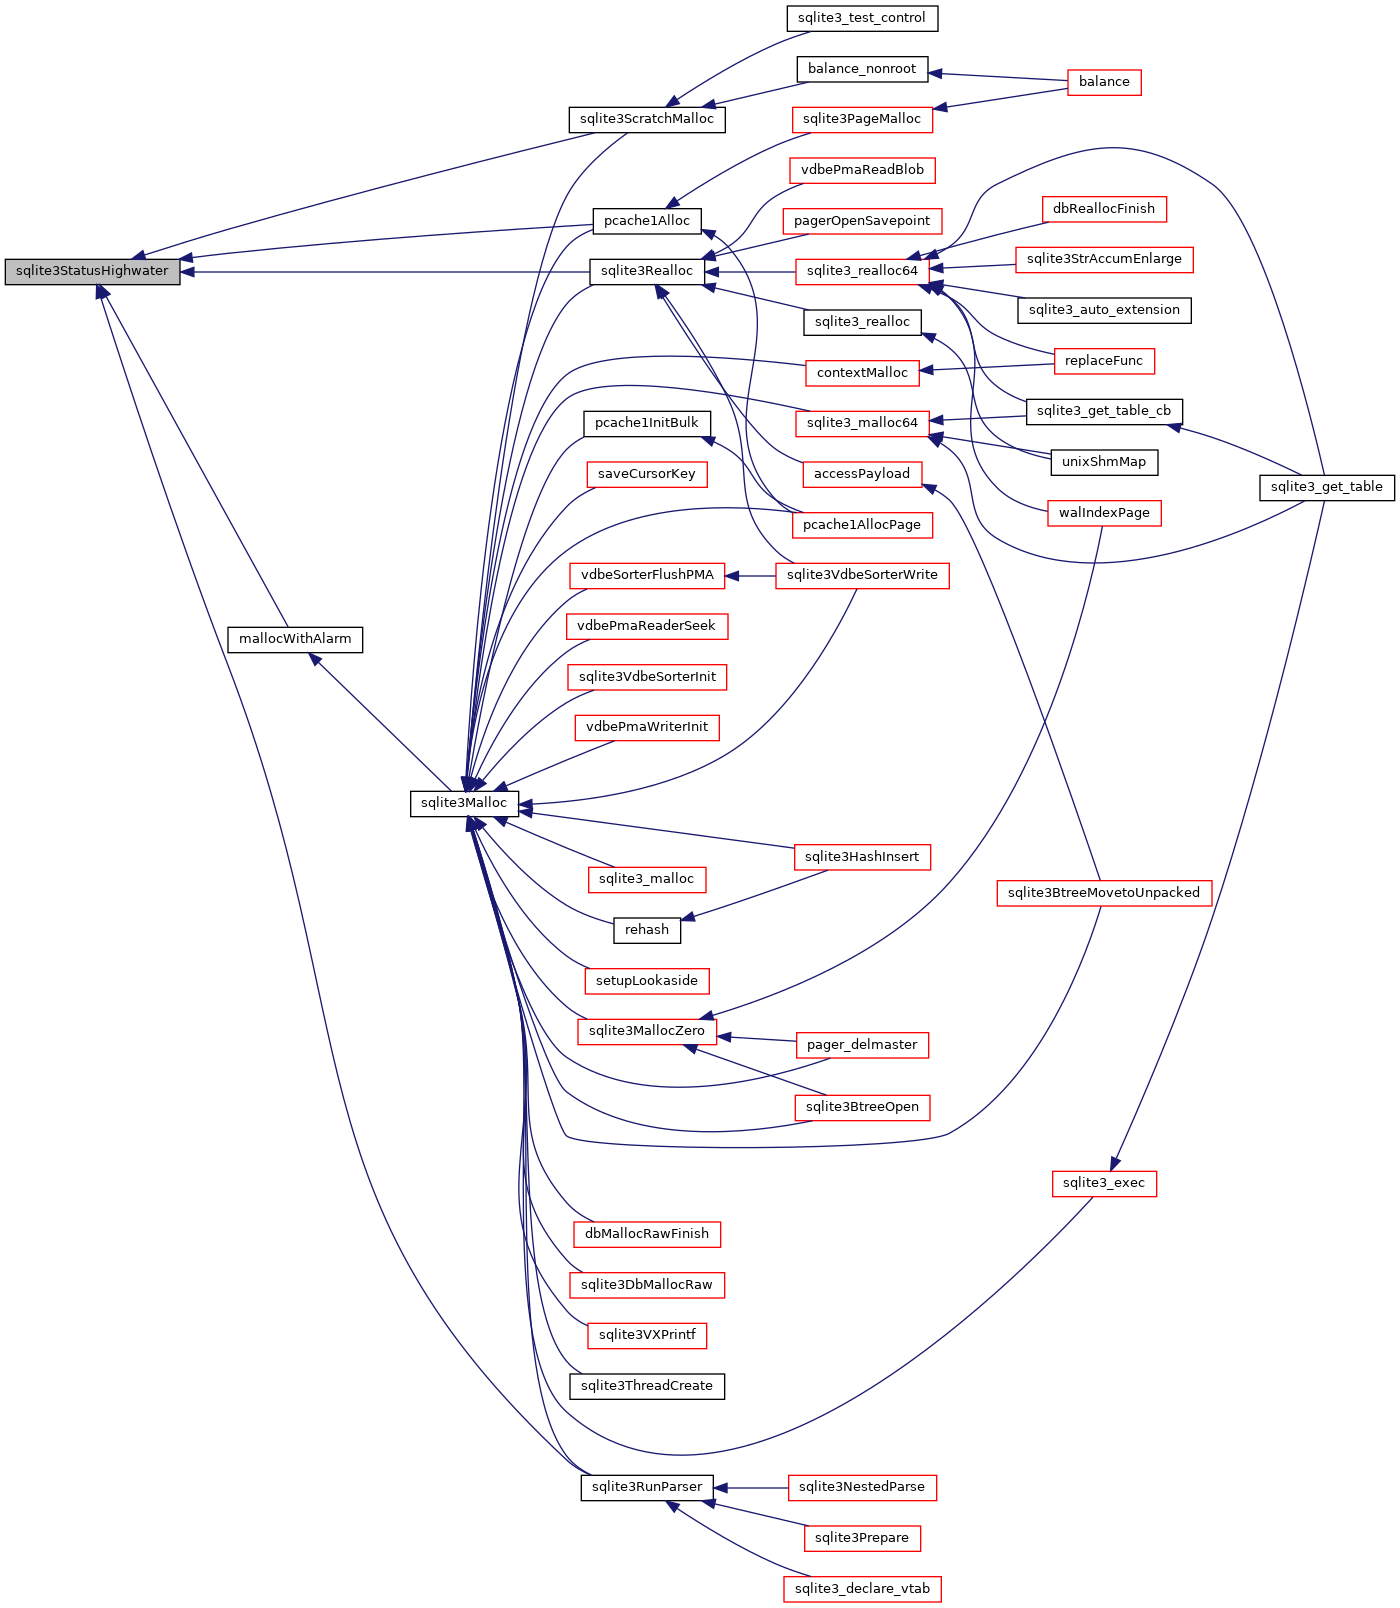 sqlite3_test_control
balance_nonroot
balance
sqlite3ScratchMalloc
sqlite3PageMalloc
vdbePmaReadBlob
dbReallocFinish
pcache1Alloc
pagerOpenSavepoint
sqlite3StrAccumEnlarge
sqlite3StatusHighwater
sqlite3Realloc
sqlite3_realloc64
sqlite3_auto_extension
sqlite3_realloc
replaceFunc
contextMalloc
sqlite3_get_table_cb
pcache1InitBulk
sqlite3_malloc64
unixShmMap
saveCursorKey
accessPayload
sqlite3_get_table
walIndexPage
pcache1AllocPage
vdbeSorterFlushPMA
sqlite3VdbeSorterWrite
vdbePmaReaderSeek
mallocWithAlarm
sqlite3VdbeSorterInit
vdbePmaWriterInit
sqlite3Malloc
sqlite3HashInsert
sqlite3_malloc
sqlite3BtreeMovetoUnpacked
rehash
setupLookaside
sqlite3MallocZero
pager_delmaster
sqlite3BtreeOpen
sqlite3_exec
dbMallocRawFinish
sqlite3DbMallocRaw
sqlite3VXPrintf
sqlite3ThreadCreate
sqlite3RunParser
sqlite3NestedParse
sqlite3Prepare
sqlite3_declare_vtab